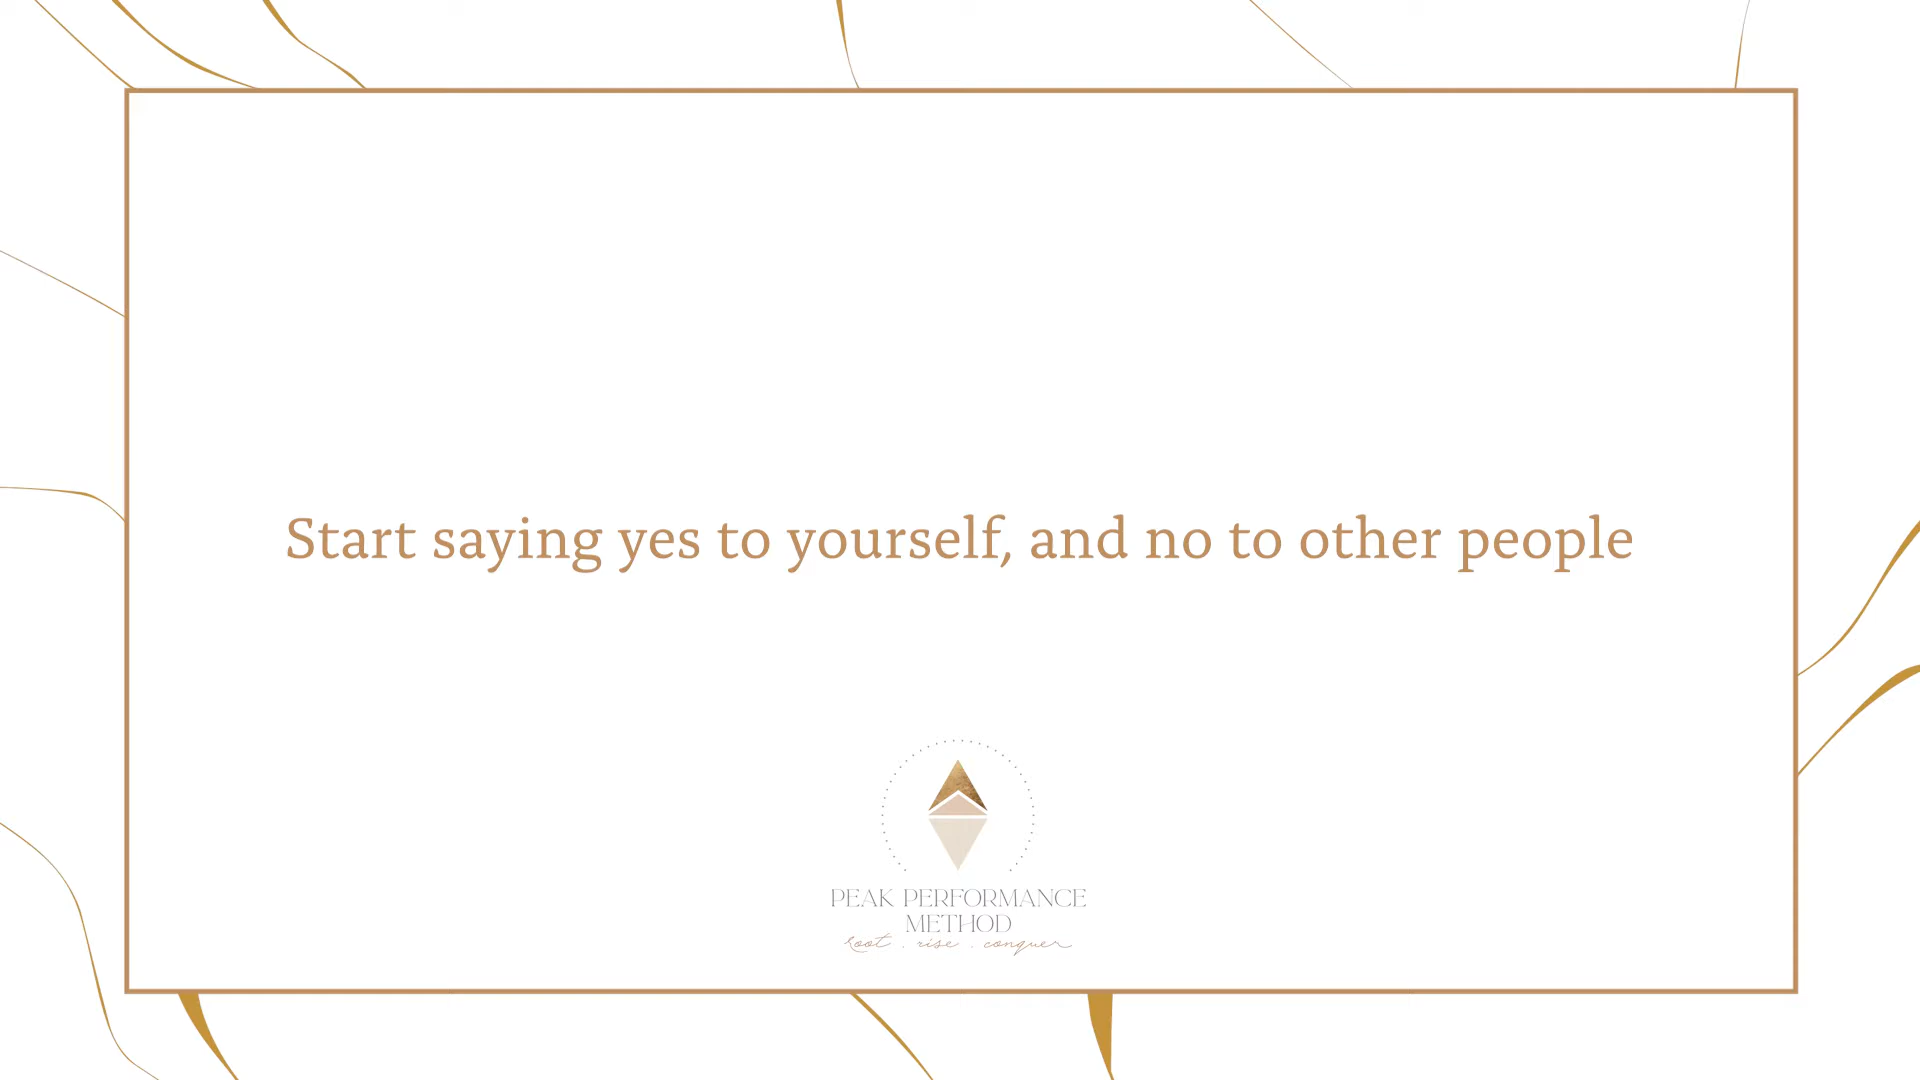 Start saying yes to yourself, and no to other people
PEAK PERFORMANCE
METHOD
root . rise . conquer